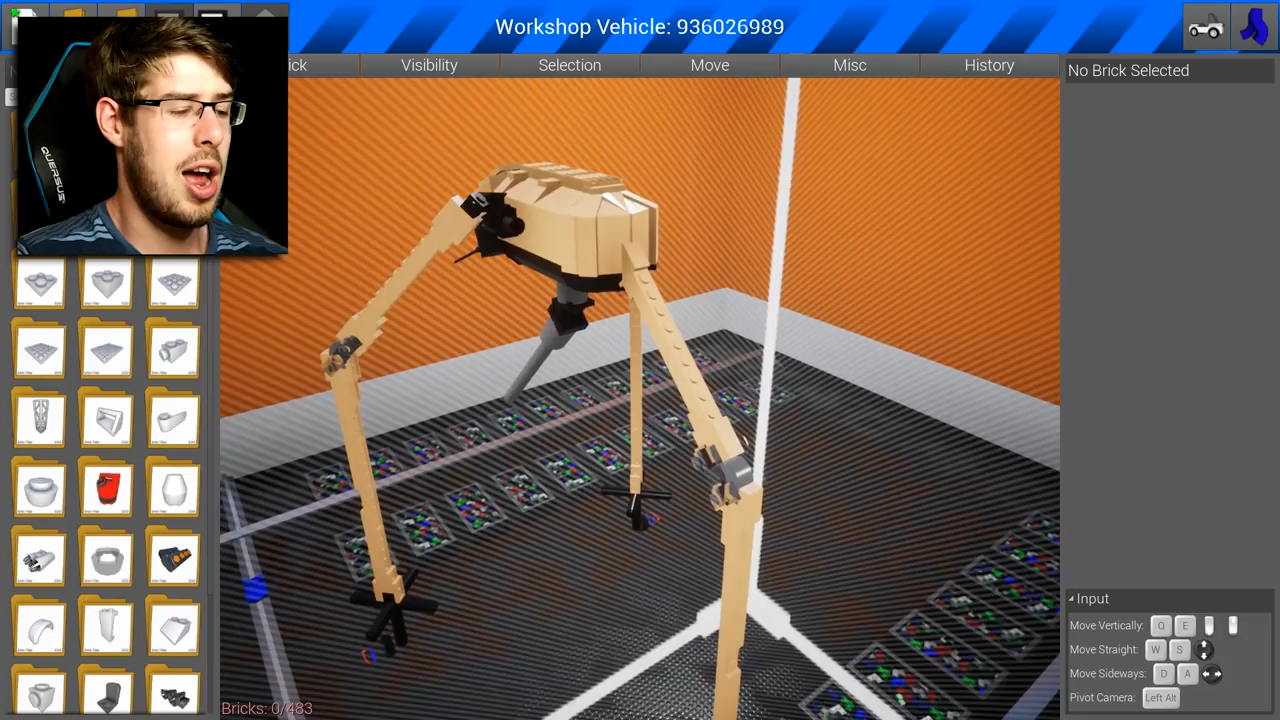 Workshop Vehicle: 936026989
ick
Visibility
Selection
Move
Misc
History
No Brick Selected
QUERSUS
Bricks: 0/483
Input
Move Vertically: Q E
Move Straight: W S
Move Sideways: D A
Pivot Camera: Left Alt